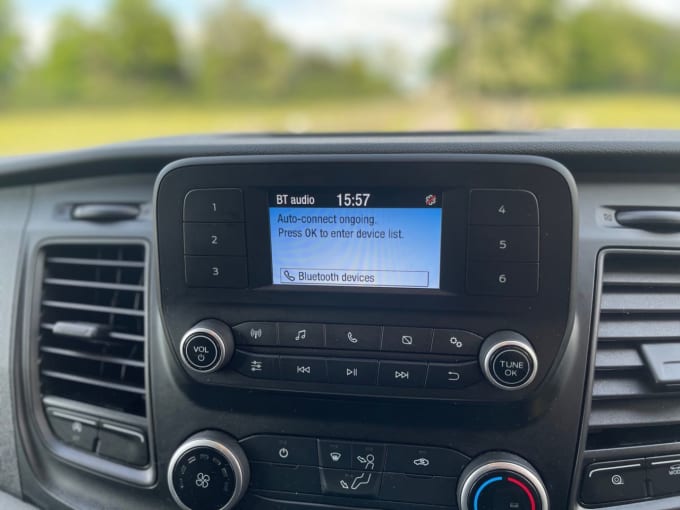 BT audio 15:57
Auto-connect ongoing.
Press OK to enter device list.
Bluetooth devices
1
2
3
4
5
6
VOL
TUNE
OK